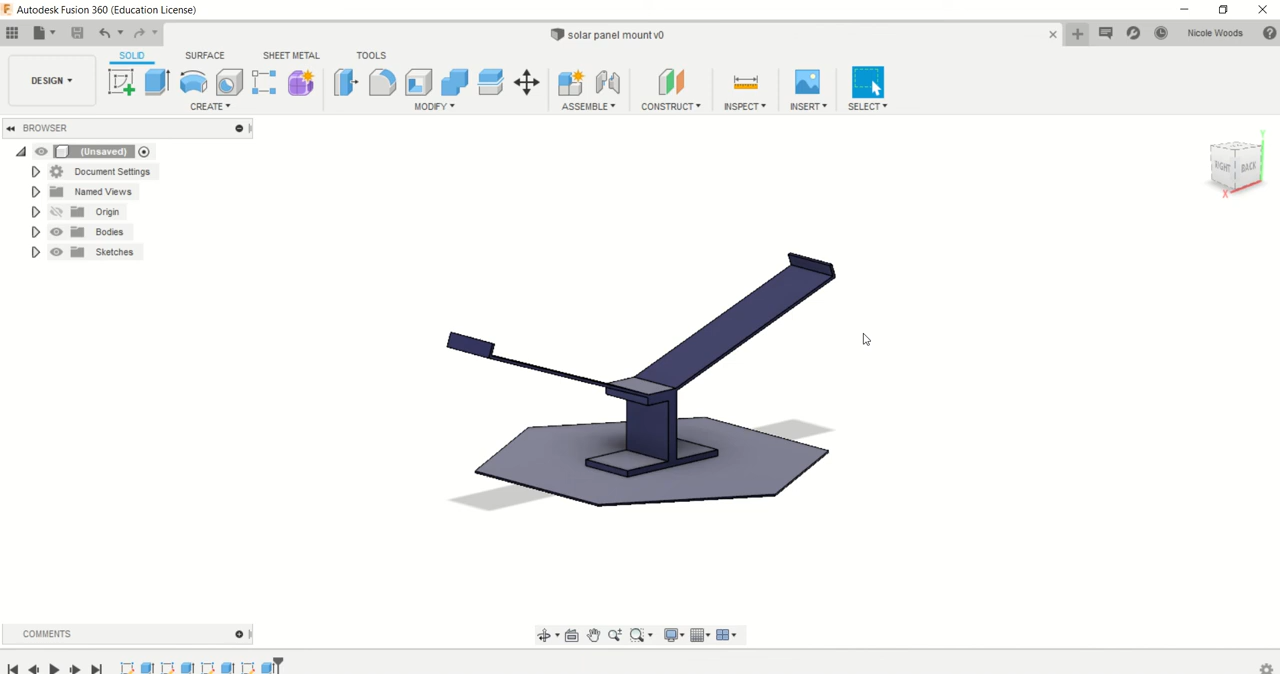 Autodesk Fusion 360 (Education License)
solar panel mount v0
Nicole Woods
SOLID SURFACE SHEET METAL TOOLS
DESIGN ▾
CREATE ▾ MODIFY ▾ ASSEMBLE ▾ CONSTRUCT ▾ INSPECT ▾ INSERT ▾ SELECT ▾
BROWSER
(Unsaved)
Document Settings
Named Views
Origin
Bodies
Sketches
Y
RIGHT BACK
X
COMMENTS